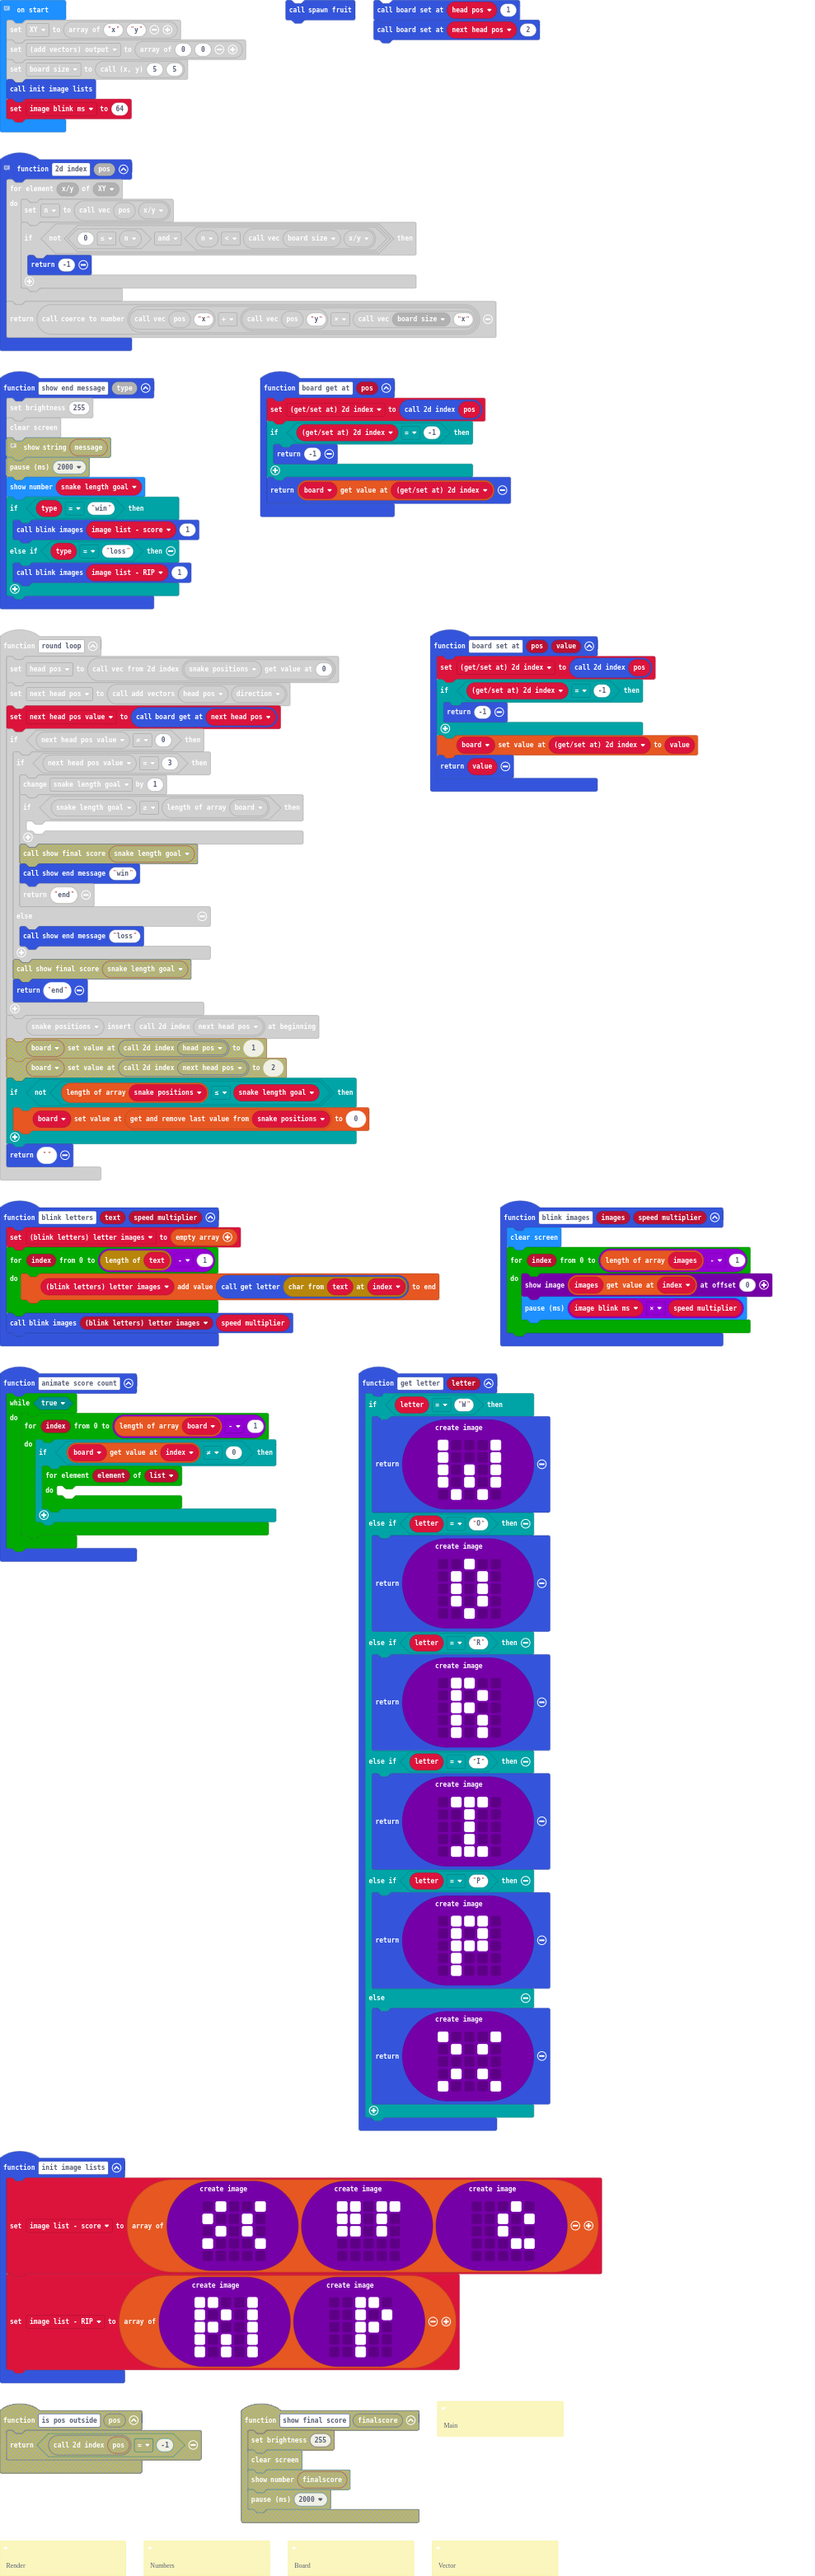 on start
call spawn fruit
call board set at head pos 1
set XY to array of "x" "y"
call board set at next head pos 2
set (add vectors) output to array of 0 0
set board size to call (x, y) 5 5
call init image lists
set image blink ms to 64
function 2d index pos
for element x/y of XY
do
set n to call vec pos x/y
if not 0 ≤ n and n < call vec board size x/y then
return -1
return call coerce to number call vec pos "x" + call vec pos "y" × call vec board size "x"
function show end message type
set brightness 255
clear screen
show string message
pause (ms) 2000
show number snake length goal
if type = "win" then
call blink images image list - score 1
else if type = "loss" then
call blink images image list - RIP 1
function board get at pos
set (get/set at) 2d index to call 2d index pos
if (get/set at) 2d index = -1 then
return -1
return board get value at (get/set at) 2d index
function round loop
set head pos to call vec from 2d index snake positions get value at 0
set next head pos to call add vectors head pos direction
set next head pos value to call board get at next head pos
if next head pos value ≠ 0 then
if next head pos value = 3 then
change snake length goal by 1
if snake length goal ≥ length of array board then
call show final score snake length goal
call show end message "win"
return "end"
else
call show end message "loss"
call show final score snake length goal
return "end"
snake positions insert call 2d index next head pos at beginning
board set value at call 2d index head pos to 1
board set value at call 2d index next head pos to 2
if not length of array snake positions ≤ snake length goal then
board set value at get and remove last value from snake positions to 0
return ""
function board set at pos value
set (get/set at) 2d index to call 2d index pos
if (get/set at) 2d index = -1 then
return -1
board set value at (get/set at) 2d index to value
return value
function blink letters text speed multiplier
set (blink letters) letter images to empty array
for index from 0 to length of text - 1
do
(blink letters) letter images add value call get letter char from text at index to end
call blink images (blink letters) letter images speed multiplier
function blink images images speed multiplier
clear screen
for index from 0 to length of array images - 1
do
show image images get value at index at offset 0
pause (ms) image blink ms × speed multiplier
function animate score count
while true
do
for index from 0 to length of array board - 1
do
if board get value at index ≠ 0 then
for element element of list
do
function get letter letter
if letter = "W" then
create image
return
else if letter = "O" then
create image
return
else if letter = "R" then
create image
return
else if letter = "I" then
create image
return
else if letter = "P" then
create image
return
else
create image
return
function init image lists
create image create image create image
set image list - score to array of
create image create image
set image list - RIP to array of
function is pos outside pos
return call 2d index pos = -1
function show final score finalscore
set brightness 255
clear screen
show number finalscore
pause (ms) 2000
Main
Render
Numbers
Board
Vector